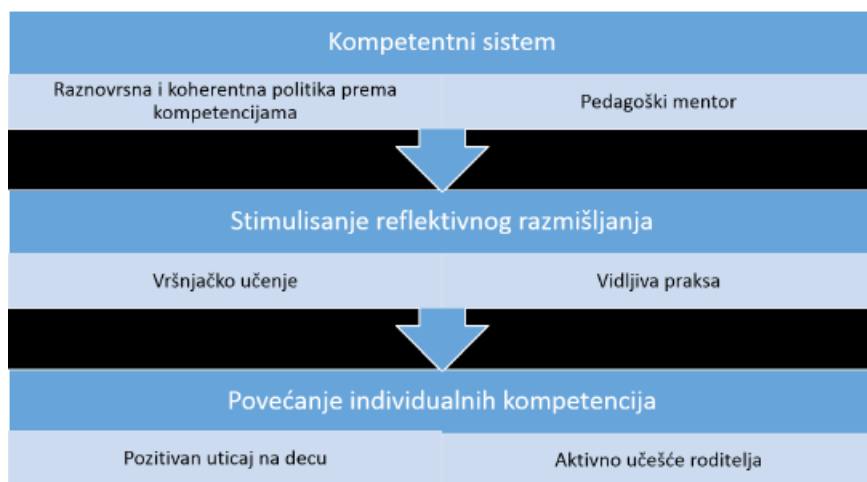 Kompetentni sistem
Raznovrsna i koherentna politika prema
kompetencijama
Pedagoški mentor
Stimulisanje reflektivnog razmišljanja
Vršnjačko učenje
Vidljiva praksa
Povećanje individualnih kompetencija
Pozitivan uticaj na decu
Aktivno učešće roditelja